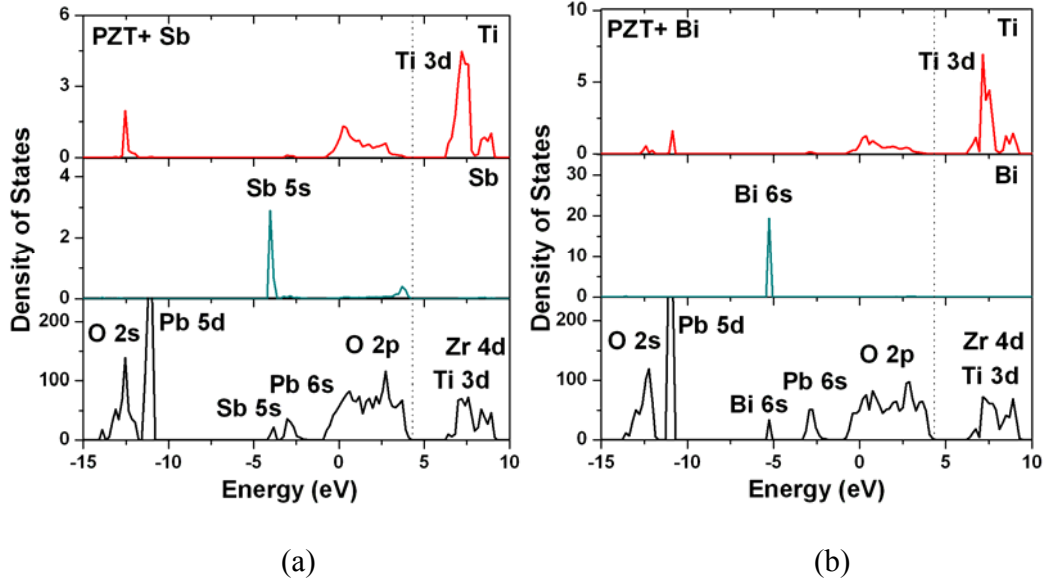 PZT+ Sb
Ti
Ti 3d
6
3
0
Sb
Sb 5s
4
2
0
O 2s
Pb 5d
Sb 5s
Pb 6s
O 2p
Zr 4d
Ti 3d
200
100
0
-15 -10 -5 0 5 10
Density of States
Energy (eV)
(a)
PZT+ Bi
Ti
Ti 3d
10
5
0
Bi
Bi 6s
30
20
10
0
O 2s
Pb 5d
Bi 6s
Pb 6s
O 2p
Zr 4d
Ti 3d
200
100
0
-15 -10 -5 0 5 10
Density of States
Energy (eV)
(b)